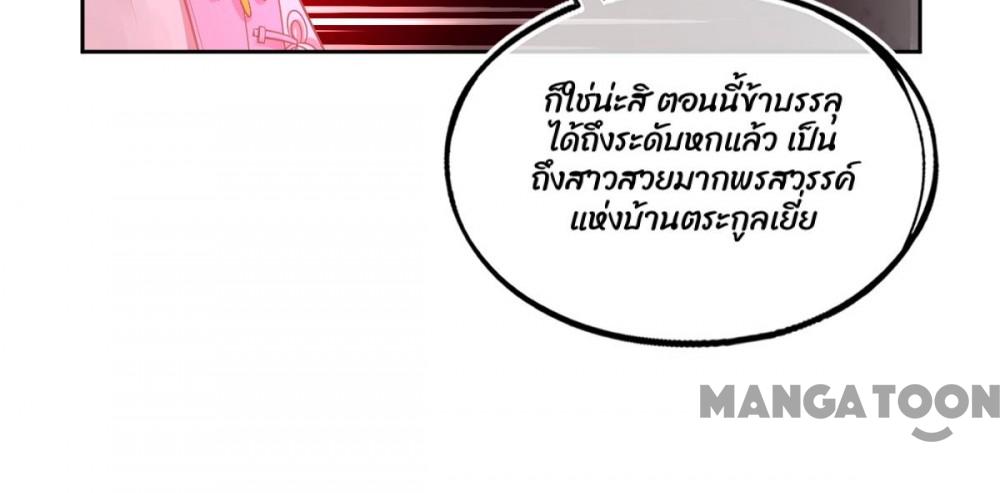 ก็ใช่น่ะสิ ตอนนี้ข้าบรรลุ
ได้ถึงระดับหกแล้ว เป็น
ถึงสาวสวยมากพรสวรรค์
แห่งบ้านตระกูลเยี่ย
MANGATOON